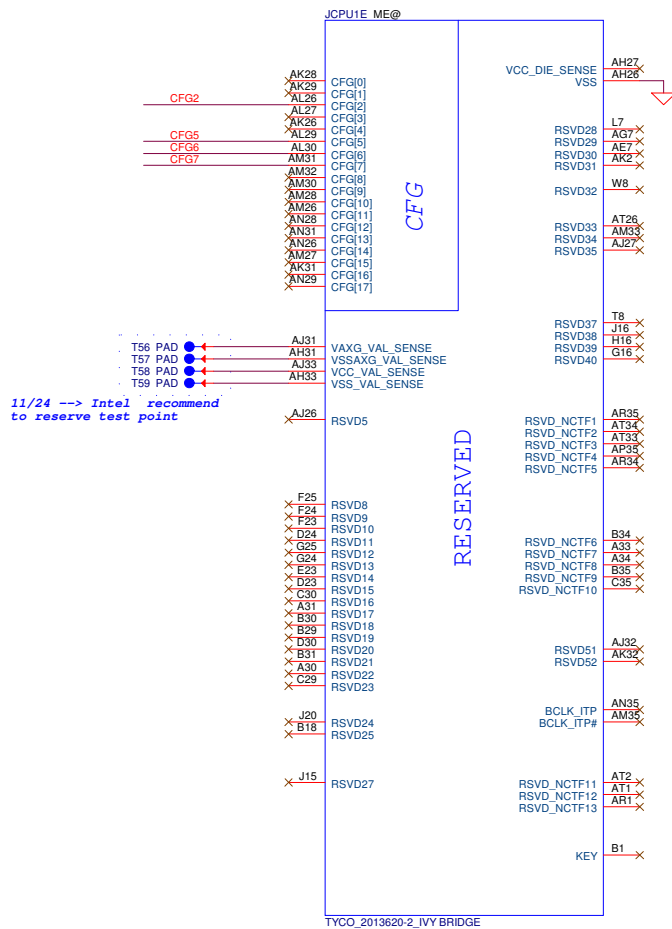 JCPU1E ME@
AK28 CFG[0]
AK29 CFG[1]
CFG2 AL26 CFG[2]
AL27 CFG[3]
AK26 CFG[4]
CFG5 AL29 CFG[5]
CFG6 AL30 CFG[6]
CFG7 AM31 CFG[7]
AM32 CFG[8]
AM30 CFG[9]
AM28 CFG[10]
AM26 CFG[11]
AN28 CFG[12]
AN31 CFG[13]
AN26 CFG[14]
AM27 CFG[15]
AK31 CFG[16]
AN29 CFG[17]
CFG
T56 PAD AJ31 VAXG_VAL_SENSE
T57 PAD AH31 VSSAXG_VAL_SENSE
T58 PAD AJ33 VCC_VAL_SENSE
T59 PAD AH33 VSS_VAL_SENSE
11/24 --> Intel recommend
to reserve test point
AJ26 RSVD5
RESERVED
F25 RSVD8
F24 RSVD9
F23 RSVD10
D24 RSVD11
G25 RSVD12
G24 RSVD13
E23 RSVD14
D23 RSVD15
C30 RSVD16
A31 RSVD17
B30 RSVD18
B29 RSVD19
D30 RSVD20
B31 RSVD21
A30 RSVD22
C29 RSVD23
J20 RSVD24
B18 RSVD25
J15 RSVD27
VCC_DIE_SENSE AH27
VSS AH26
RSVD28 L7
RSVD29 AG7
RSVD30 AE7
RSVD31 AK2
RSVD32 W8
RSVD33 AT26
RSVD34 AM33
RSVD35 AJ27
RSVD37 T8
RSVD38 J16
RSVD39 H16
RSVD40 G16
RSVD_NCTF1 AR35
RSVD_NCTF2 AT34
RSVD_NCTF3 AT33
RSVD_NCTF4 AP35
RSVD_NCTF5 AR34
RSVD_NCTF6 B34
RSVD_NCTF7 A33
RSVD_NCTF8 A34
RSVD_NCTF9 B35
RSVD_NCTF10 C35
RSVD51 AJ32
RSVD52 AK32
BCLK_ITP AN35
BCLK_ITP# AM35
RSVD_NCTF11 AT2
RSVD_NCTF12 AT1
RSVD_NCTF13 AR1
KEY B1
TYCO_2013620-2_IVY BRIDGE